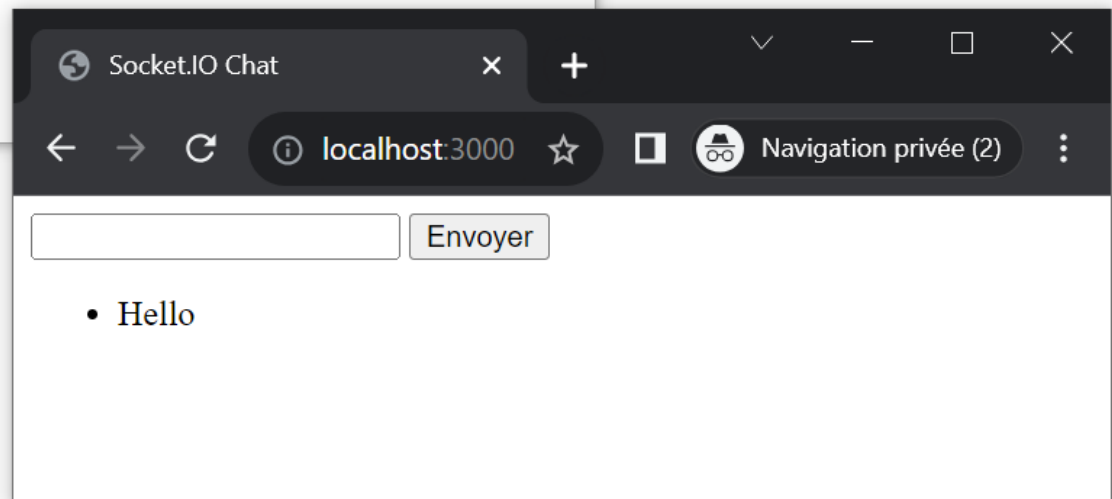 Socket.IO Chat
localhost:3000
Navigation privée (2)
Envoyer
Hello